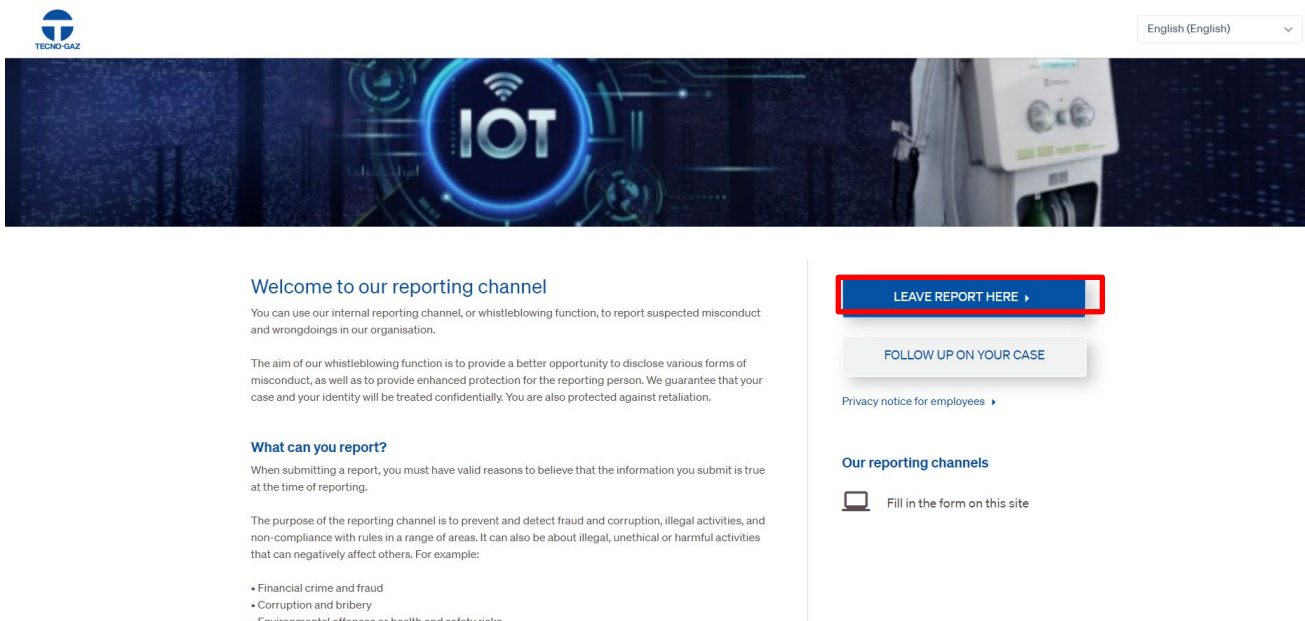 TECNO-GAZ
English (English)
IOT
Welcome to our reporting channel
You can use our internal reporting channel, or whistleblowing function, to report suspected misconduct
and wrongdoings in our organisation.
The aim of our whistleblowing function is to provide a better opportunity to disclose various forms of
misconduct, as well as to provide enhanced protection for the reporting person. We guarantee that your
case and your identity will be treated confidentially. You are also protected against retaliation.
What can you report?
When submitting a report, you must have valid reasons to believe that the information you submit is true
at the time of reporting.
The purpose of the reporting channel is to prevent and detect fraud and corruption, illegal activities, and
non-compliance with rules in a range of areas. It can also be about illegal, unethical or harmful activities
that can negatively affect others. For example:
• Financial crime and fraud
• Corruption and bribery
Environmental offences or health and safety risks
LEAVE REPORT HERE
FOLLOW UP ON YOUR CASE
Privacy notice for employees
Our reporting channels
Fill in the form on this site